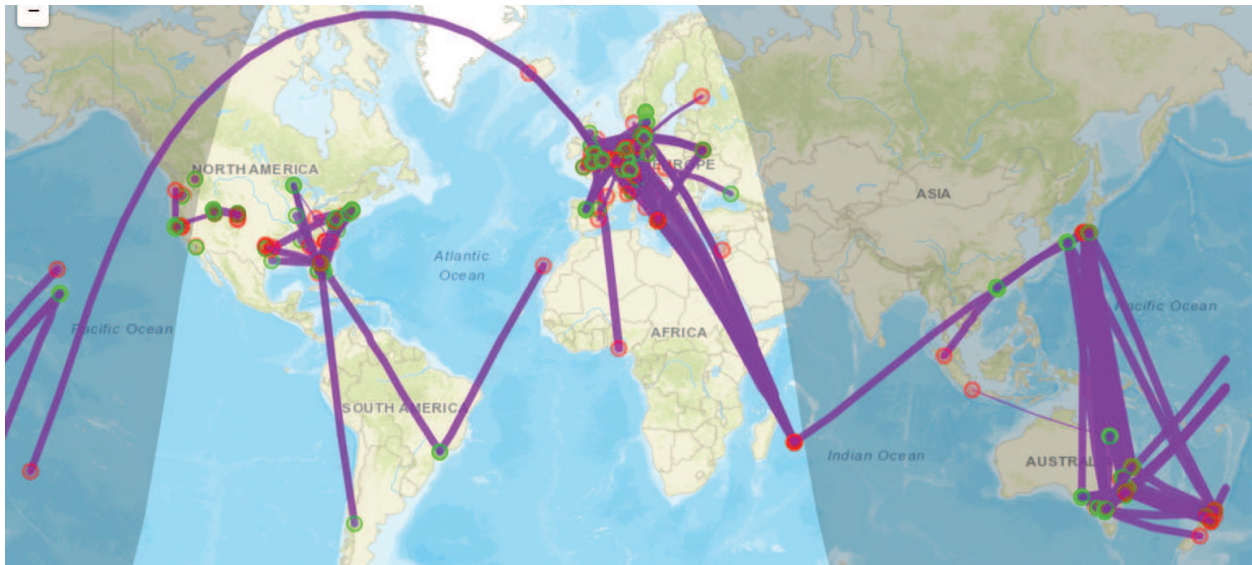 −
NORTH AMERICA
EUROPE
ASIA
Atlantic
Ocean
Pacific Ocean
Pacific Ocean
AFRICA
SOUTH AMERICA
Indian Ocean
AUSTRAL